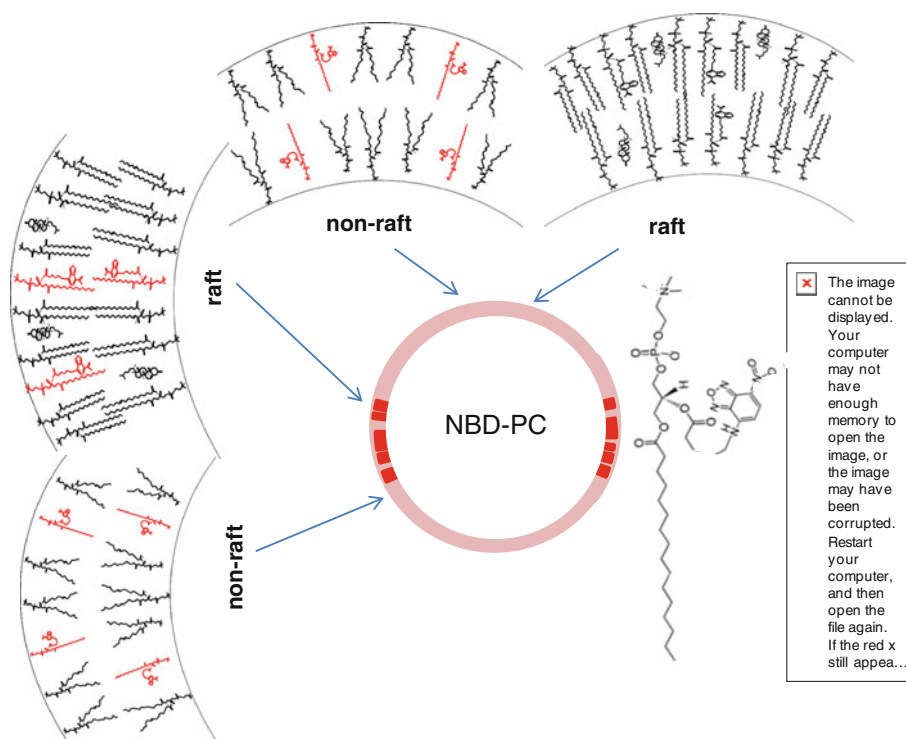 non-raft
raft
raft
NBD-PC
non-raft
N
O
O
P
O
O
H
O
O
O
O
N
O
N
N
O
N
H
The image
cannot be
displayed.
Your
computer
may not
have
enough
memory to
open the
image, or
the image
may have
been
corrupted.
Restart
your
computer,
and then
open the
file again.
If the red x
still appea...